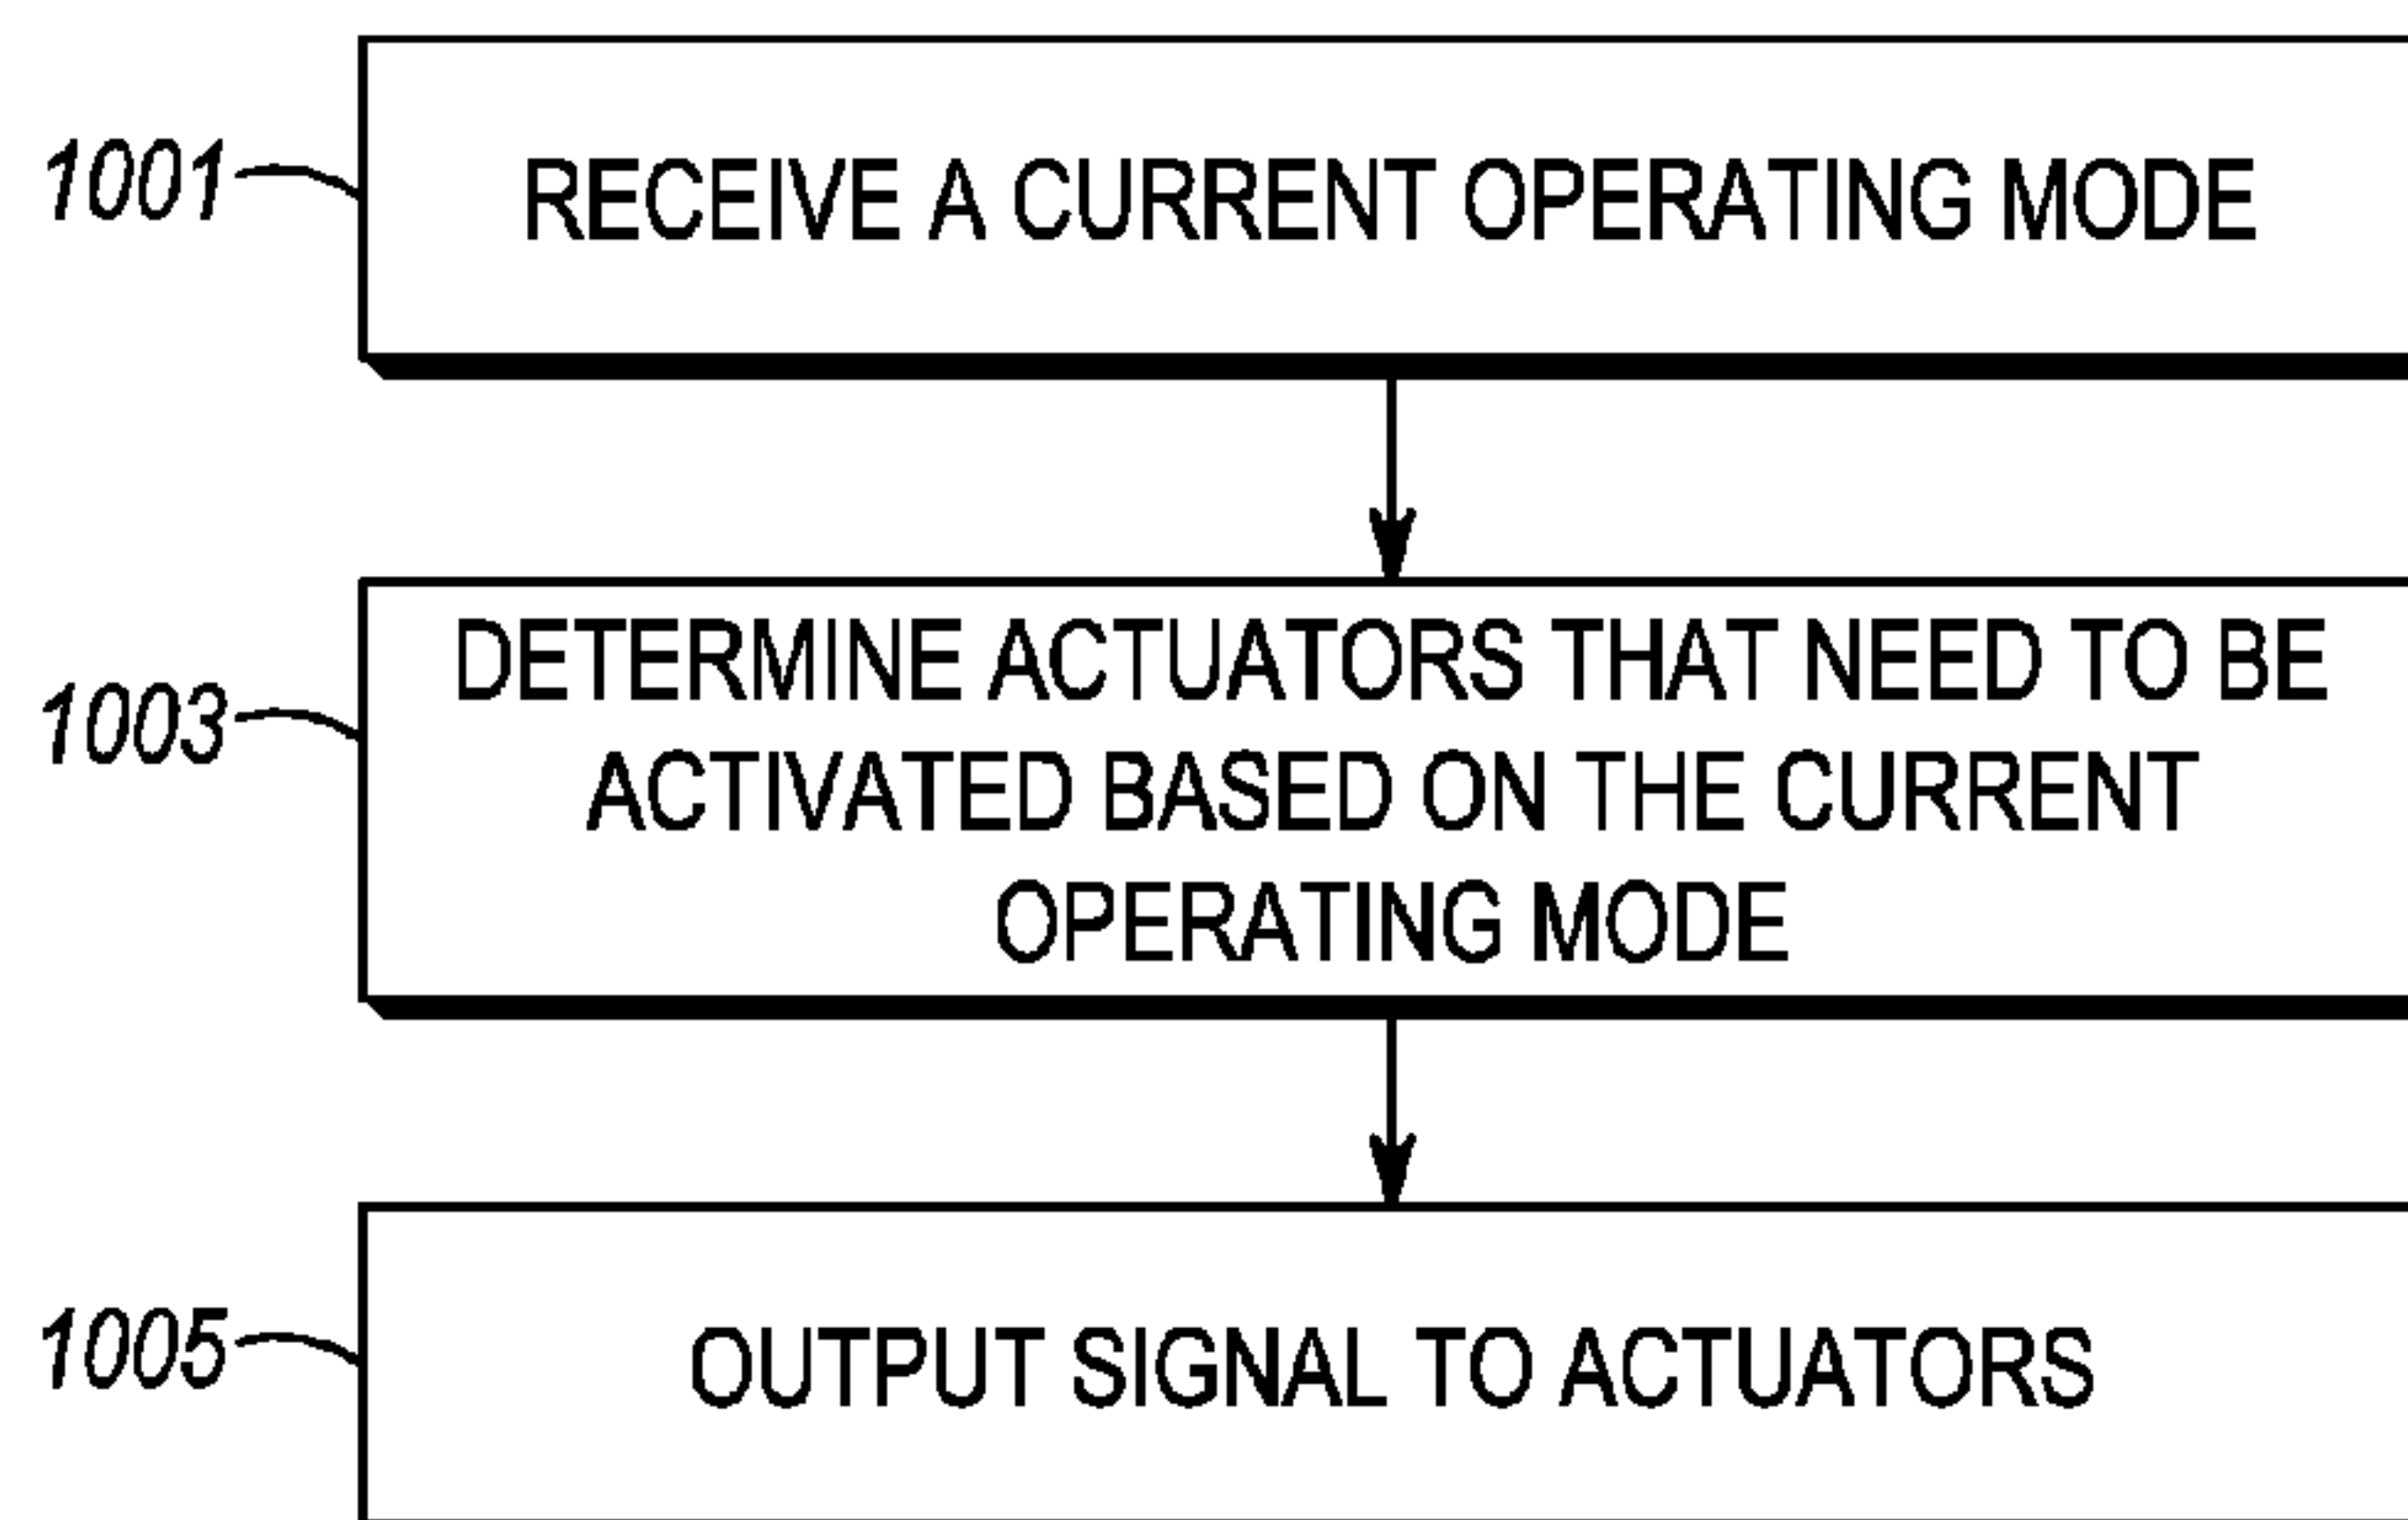 1001
RECEIVE A CURRENT OPERATING MODE
1003
DETERMINE ACTUATORS THAT NEED TO BE
ACTIVATED BASED ON THE CURRENT
OPERATING MODE
1005
OUTPUT SIGNAL TO ACTUATORS